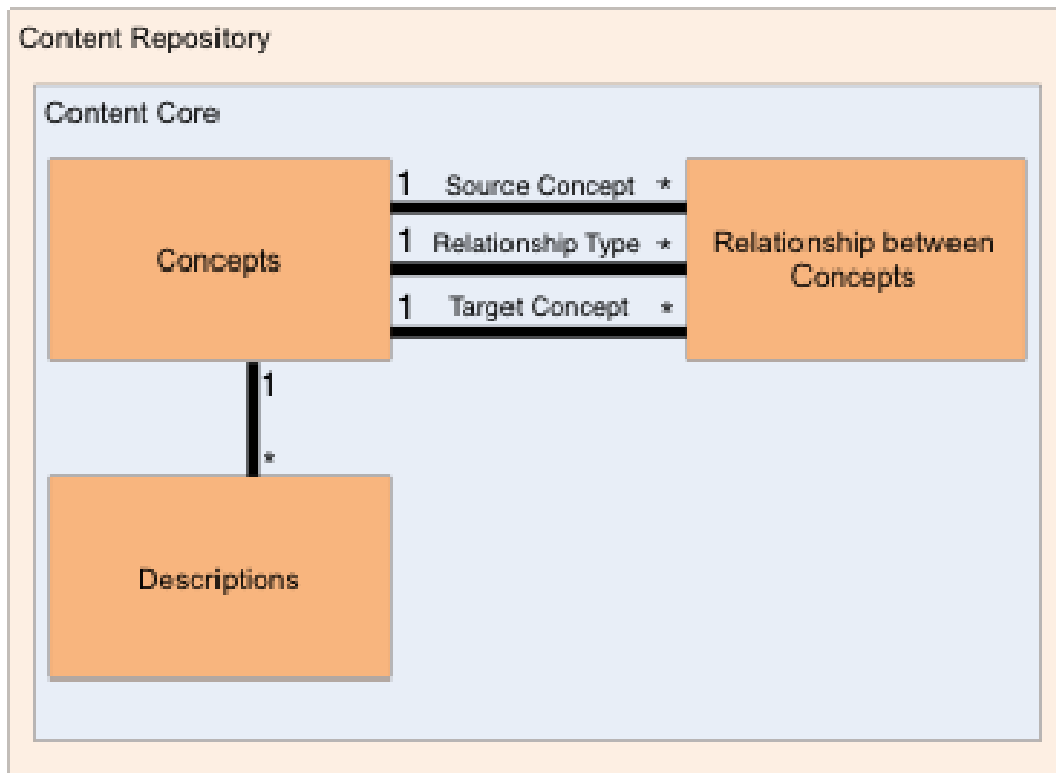 Content Repository
Content Core
1 Source Concept *
1 Relationship Type *
1 Target Concept *
Concepts
Relationship between
Concepts
1
*
Descriptions